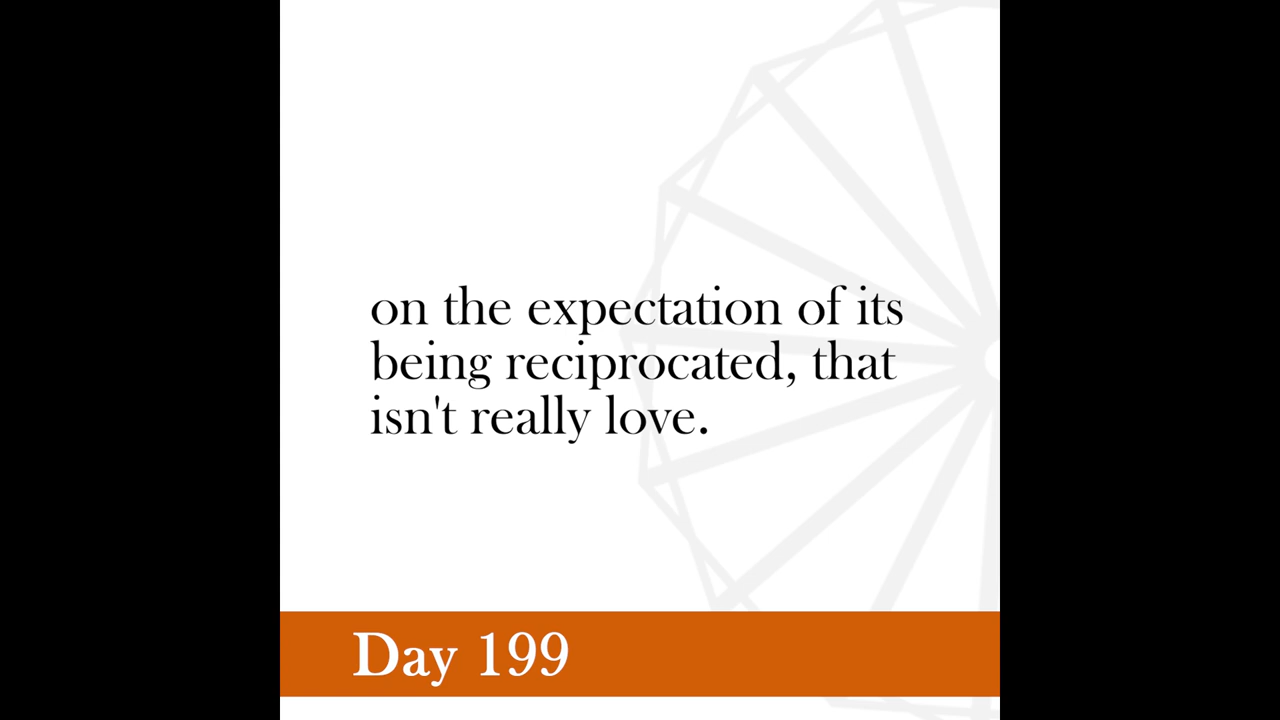 on the expectation of its
being reciprocated, that
isn't really love.
Day 199